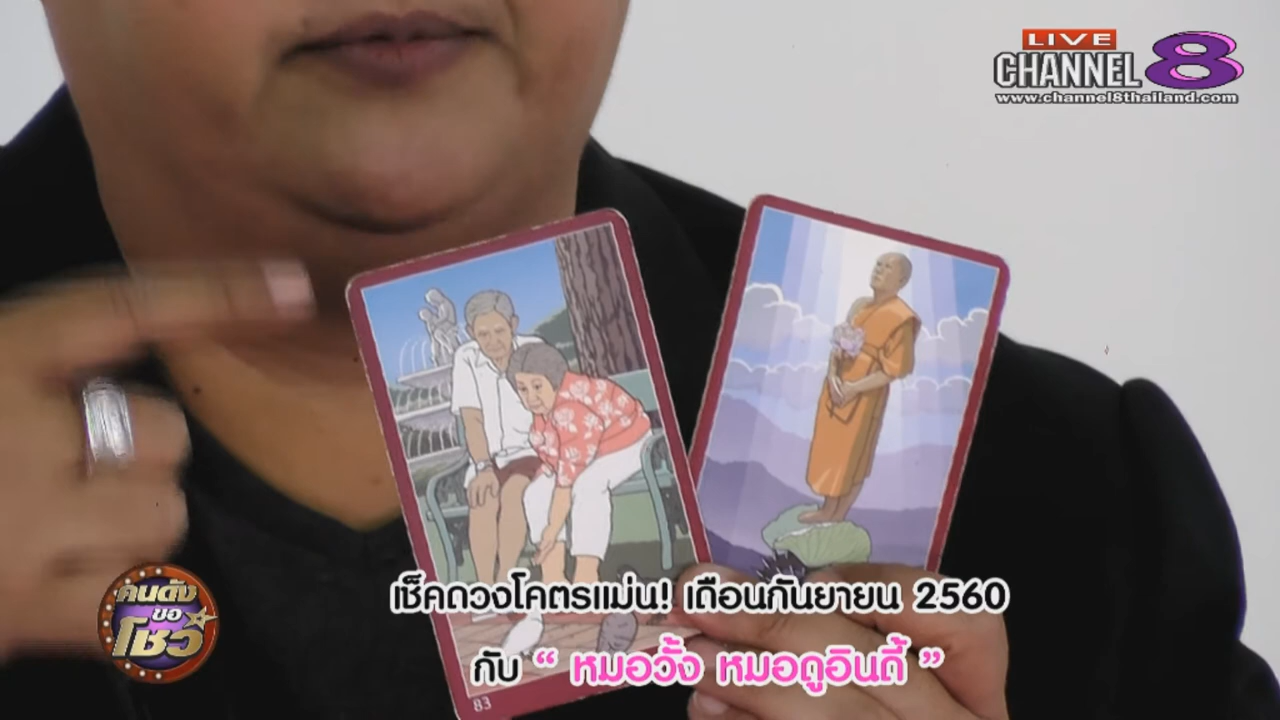 LIVE
CHANNEL 8
www.channel8thailand.com
คนดัง
ขอ
โชว์
เช็คดวงโคตรแม่น! เดือนกันยายน 2560
กับ “ หมอวั้ง หมอดูอินดี้ ”
83